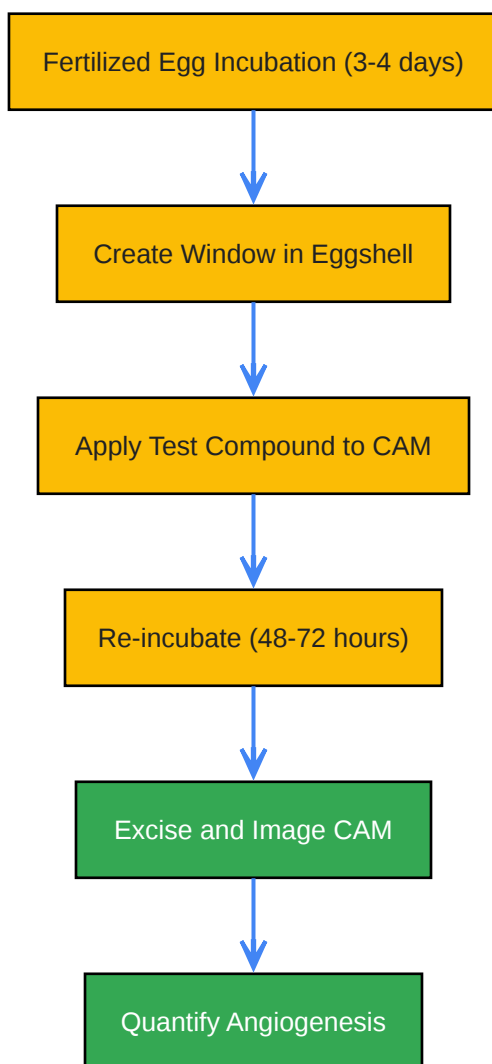 Fertilized Egg Incubation (3-4 days)
Create Window in Eggshell
Apply Test Compound to CAM
Re-incubate (48-72 hours)
Excise and Image CAM
Quantify Angiogenesis